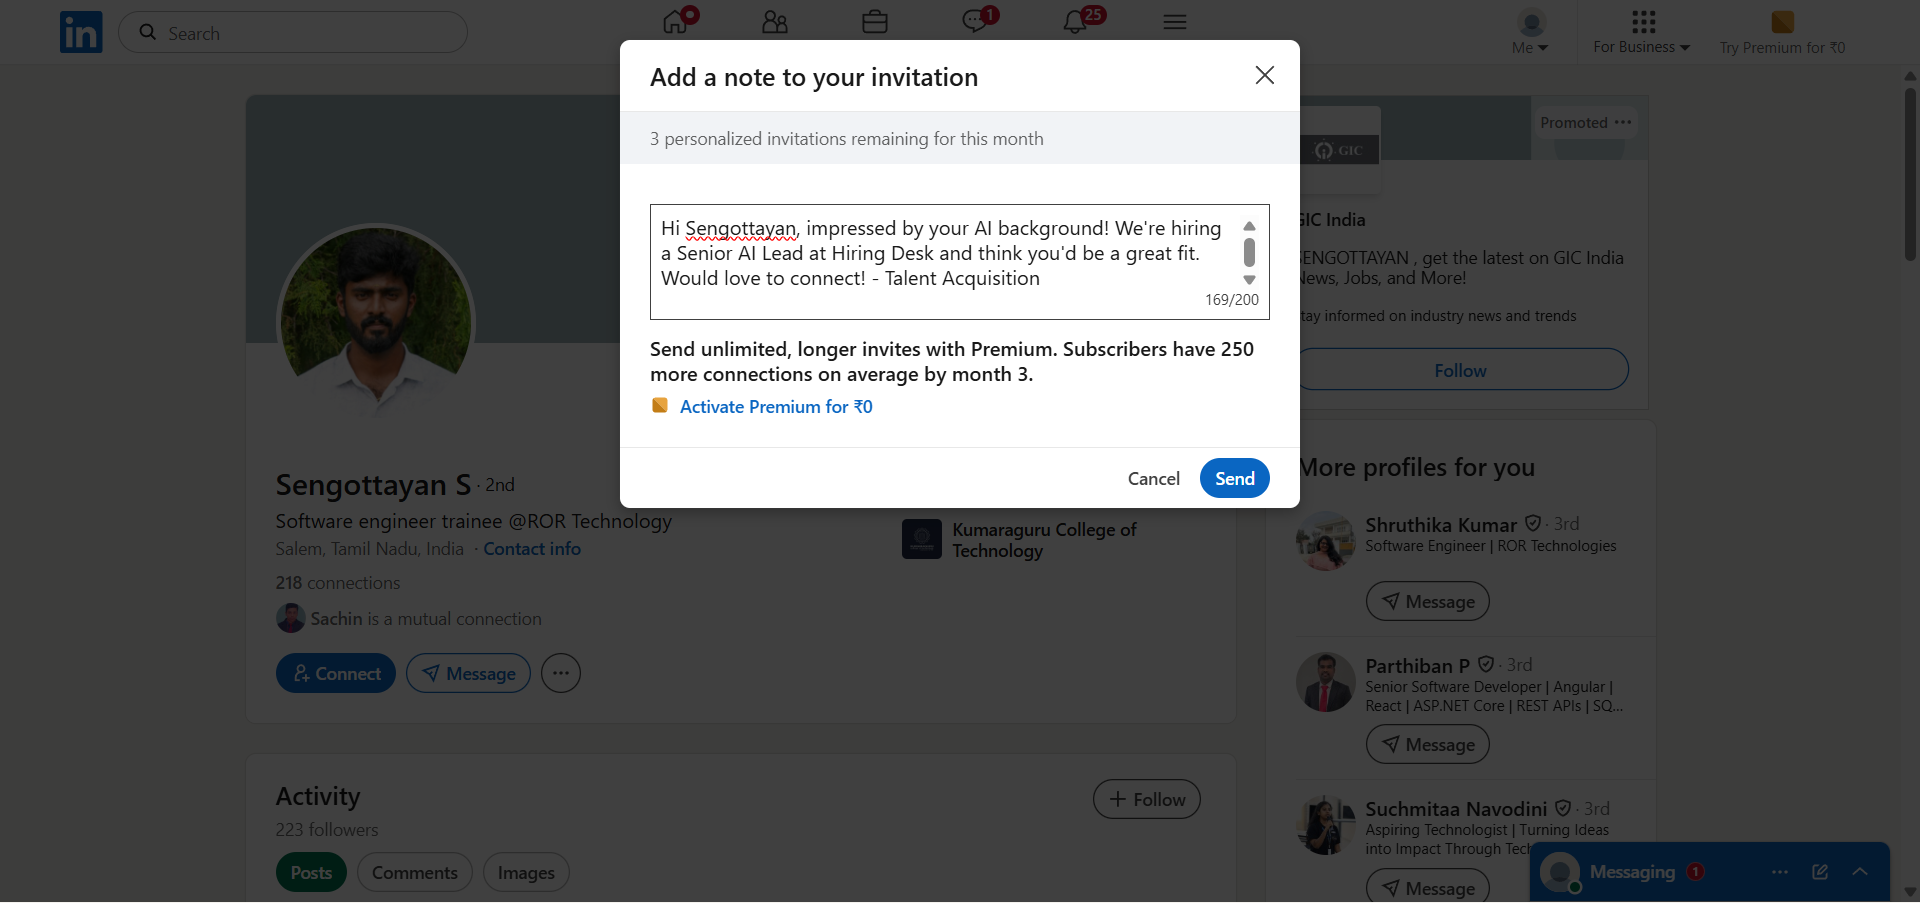 in
Search
1
25
Me
For Business
Try Premium for ₹0
Add a note to your invitation
3 personalized invitations remaining for this month
Hi Sengottayan, impressed by your AI background! We're hiring
a Senior AI Lead at Hiring Desk and think you'd be a great fit.
Would love to connect! - Talent Acquisition
169/200
Send unlimited, longer invites with Premium. Subscribers have 250
more connections on average by month 3.
Activate Premium for ₹0
Cancel
Send
Sengottayan S · 2nd
Software engineer trainee @ROR Technology
Salem, Tamil Nadu, India · Contact info
218 connections
Sachin is a mutual connection
Connect
Message
Kumaraguru College of
Technology
Activity
223 followers
Follow
Posts
Comments
Images
Promoted
GIC
GIC India
SENGOTTAYAN , get the latest on GIC India
News, Jobs, and More!
tay informed on industry news and trends
Follow
More profiles for you
Shruthika Kumar · 3rd
Software Engineer | ROR Technologies
Message
Parthiban P · 3rd
Senior Software Developer | Angular |
React | ASP.NET Core | REST APIs | SQ...
Message
Suchmitaa Navodini · 3rd
Aspiring Technologist | Turning Ideas
into Impact Through Tech
Message
Messaging
1